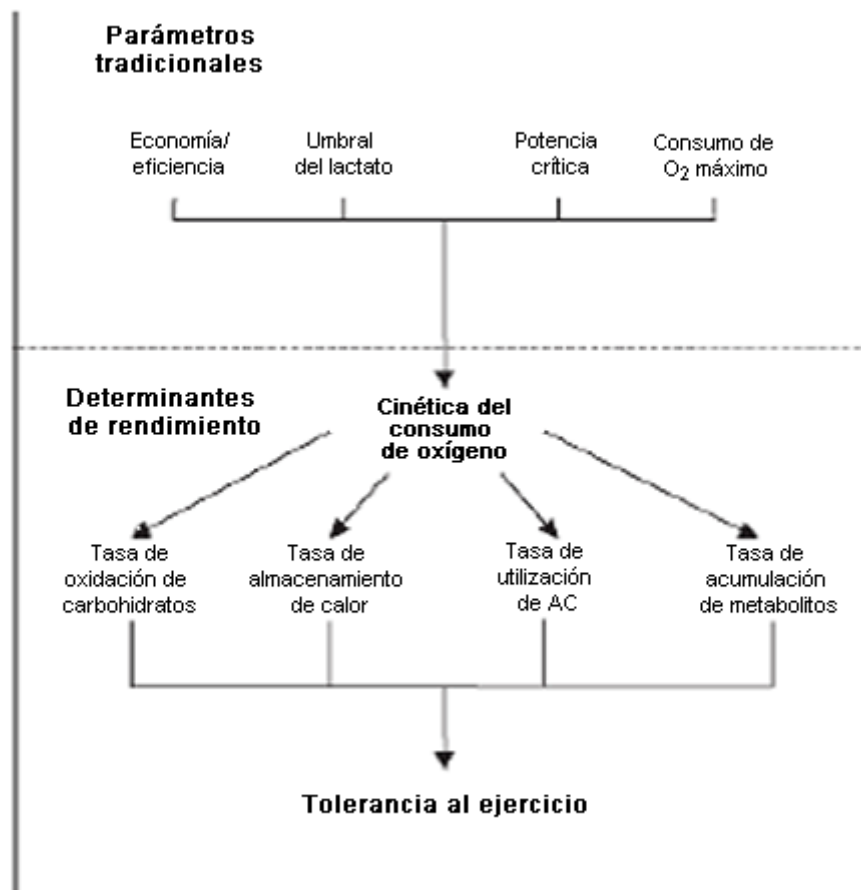 Parámetros
tradicionales
Economía/
eficiencia
Umbral
del lactato
Potencia
crítica
Consumo de
O₂ máximo
Determinantes
de rendimiento
Cinética del
consumo
de oxígeno
Tasa de
oxidación de
carbohidratos
Tasa de
almacenamiento
de calor
Tasa de
utilización
de AC
Tasa de
acumulación
de metabolitos
Tolerancia al ejercicio